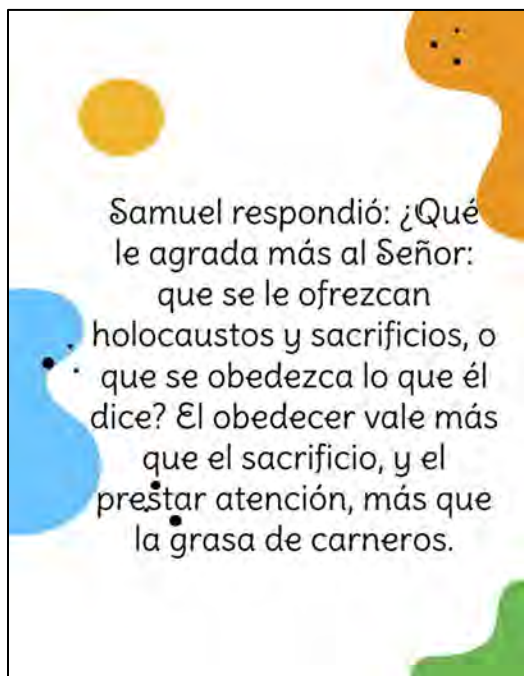 Samuel respondió: ¿Qué
le agrada más al Señor:
que se le ofrezcan
holocaustos y sacrificios, o
que se obedezca lo que él
dice? El obedecer vale más
que el sacrificio, y el
prestar atención, más que
la grasa de carneros.